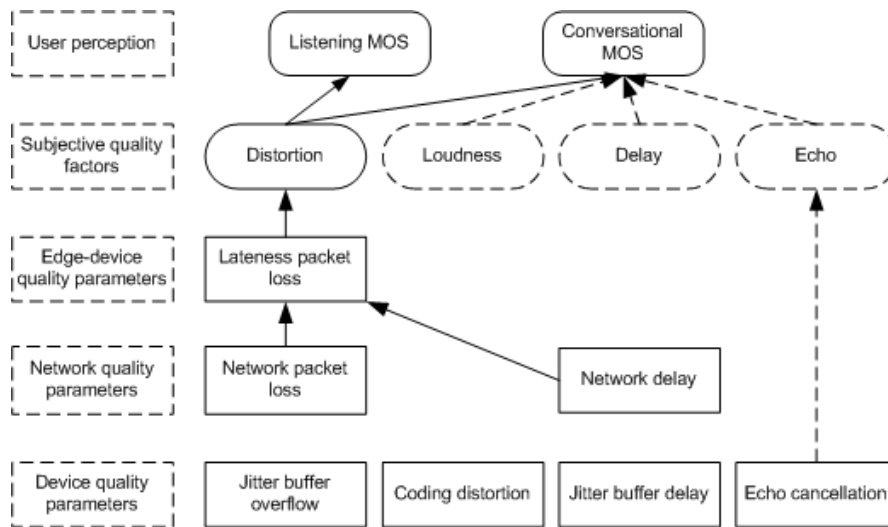 User perception
Listening MOS
Conversational
MOS
Subjective quality
factors
Distortion
Loudness
Delay
Echo
Edge-device
quality parameters
Lateness packet
loss
Network quality
parameters
Network packet
loss
Network delay
Device quality
parameters
Jitter buffer
overflow
Coding distortion
Jitter buffer delay
Echo cancellation